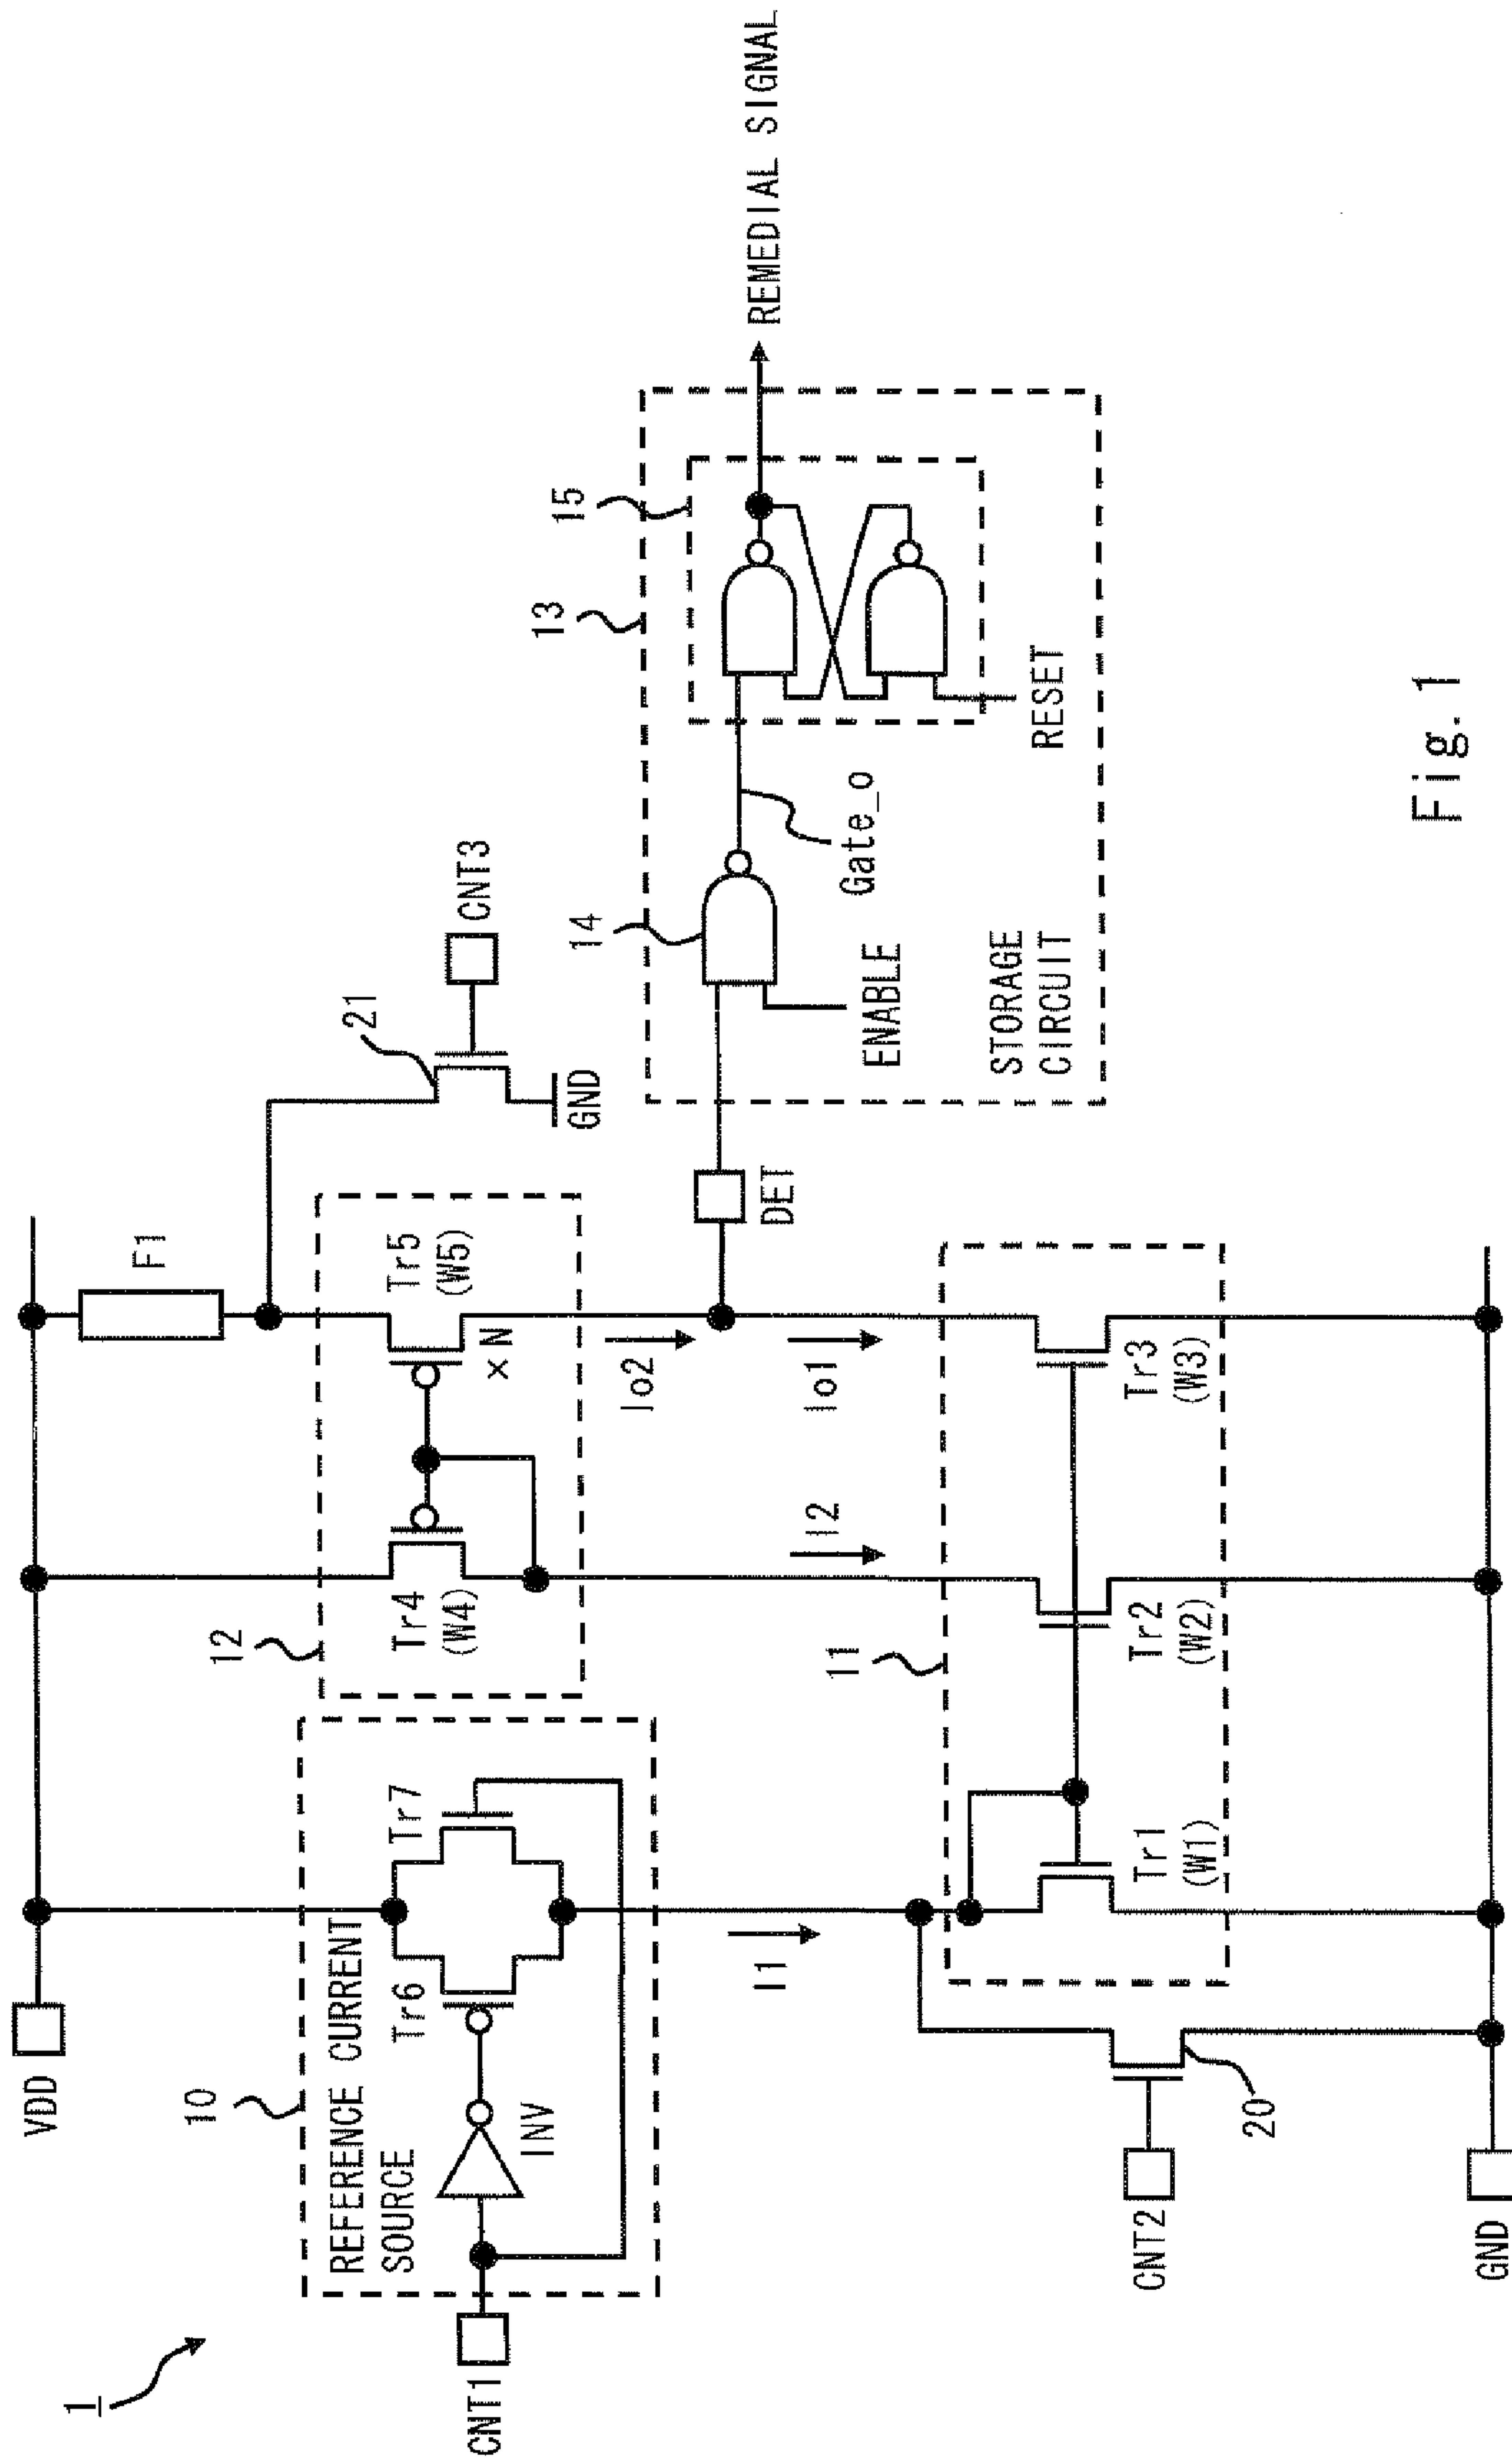 1
VDD
10
REFERENCE CURRENT
SOURCE
CNT1
INV
Tr6
Tr7
12
Tr4
(W4)
Tr5
(W5)
×N
F1
21
CNT3
GND
I1
I2
Io2
Io1
DET
11
Tr1
(W1)
Tr2
(W2)
Tr3
(W3)
CNT2
20
GND
13
14
15
ENABLE
Gate_o
RESET
STORAGE
CIRCUIT
REMEDIAL SIGNAL
Fig. 1